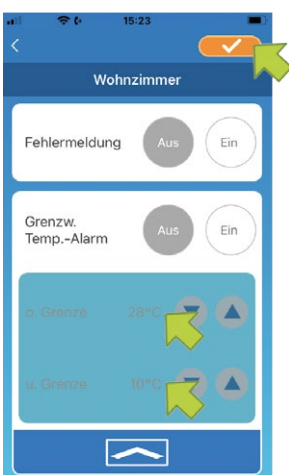 15:23
Wohnzimmer
Fehlermeldung Aus Ein
Grenzw.
Temp.-Alarm Aus Ein
o. Grenze 28°C
u. Grenze 10°C